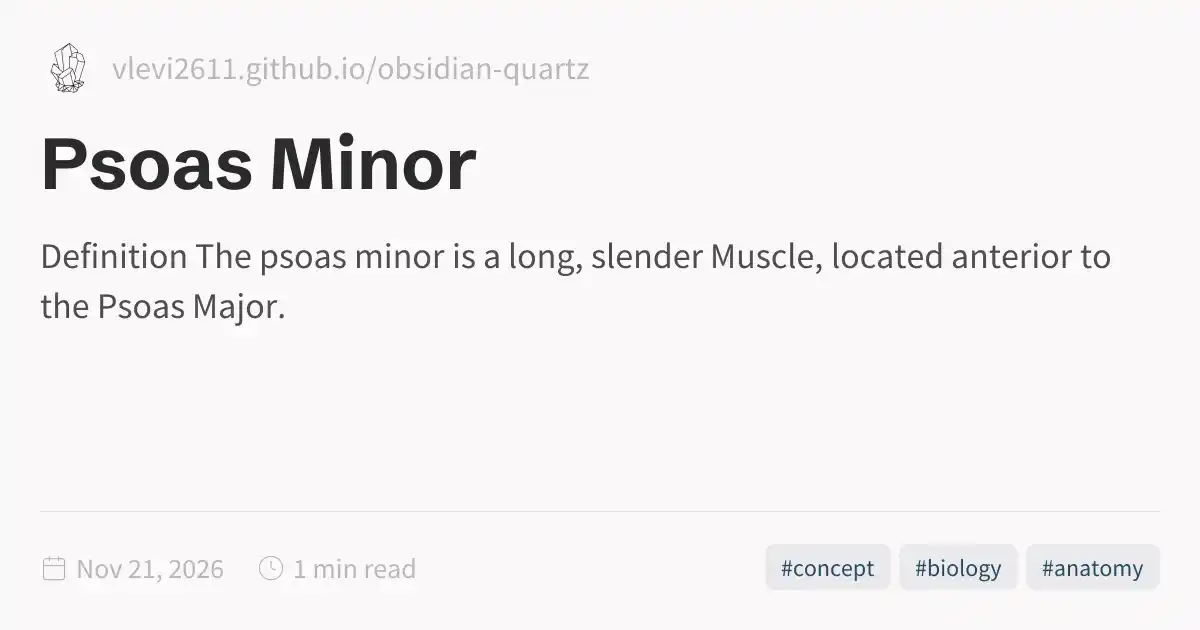 vlevi2611.github.io/obsidian-quartz
Psoas Minor
Definition The psoas minor is a long, slender Muscle, located anterior to
the Psoas Major.
Nov 21, 2026 1 min read #concept #biology #anatomy